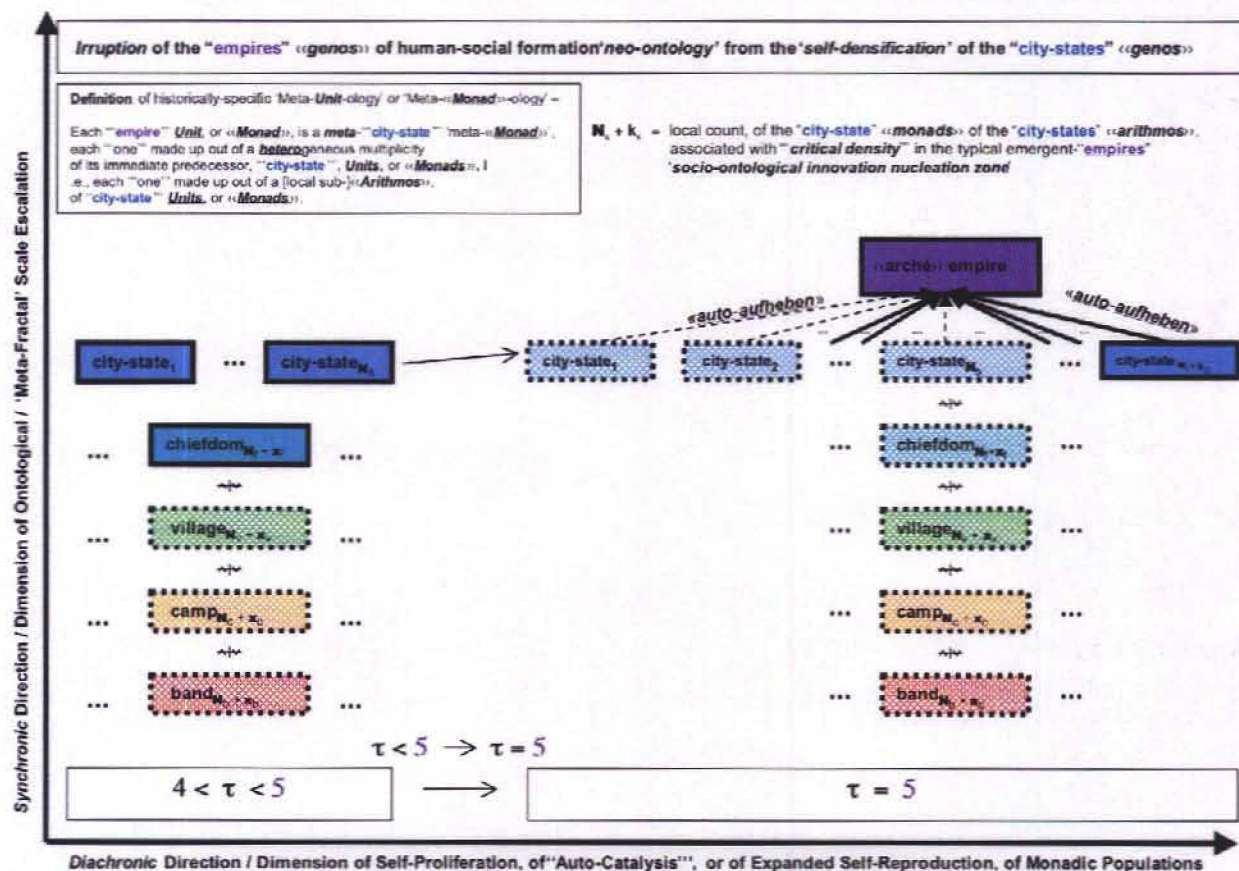 Irruption of the "empires" «genos» of human-social formation 'neo-ontology' from the 'self-densification' of the "city-states" «genos»
Definition of historically-specific 'Meta-Unit-ology' or 'Meta-«Monad»-ology' –
Each "empire" Unit, or «Monad», is a meta-"city-state" 'meta-«Monad»',
each "one" made up out of a heterogeneous multiplicity
of its immediate predecessor, "city-state", Units, or «Monads», I
.e., each "one" made up out of a [local sub-]«Arithmos»,
of "city-state" Units, or «Monads».
= local count, of the "city-state" «monads» of the "city-states" «arithmos»,
associated with "critical density" in the typical emergent-"empires"
'socio-ontological innovation nucleation zone
«arché» empire
«auto-aufheben»
«auto-aufheben»
city-state1 ... city-state
city-state1
city-state2
...
city-state
...
city-state
... chiefdom ...
... chiefdom ...
... village ...
... village ...
... camp ...
... camp ...
... band ...
... band ...
τ < 5 → τ = 5
4 < τ < 5 → τ = 5
Synchronic Direction / Dimension of Ontological / 'Meta-Fractal' Scale Escalation
Diachronic Direction / Dimension of Self-Proliferation, of "Auto-Catalysis"', or of Expanded Self-Reproduction, of Monadic Populations